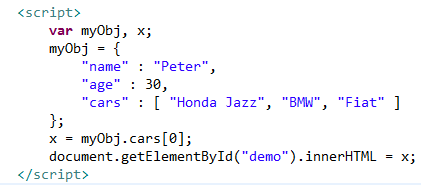 <script>
var myObj, x;
myObj = {
"name" : "Peter",
"age" : 30,
"cars" : [ "Honda Jazz", "BMW", "Fiat" ]
};
x = myObj.cars[0];
document.getElementById("demo").innerHTML = x;
</script>